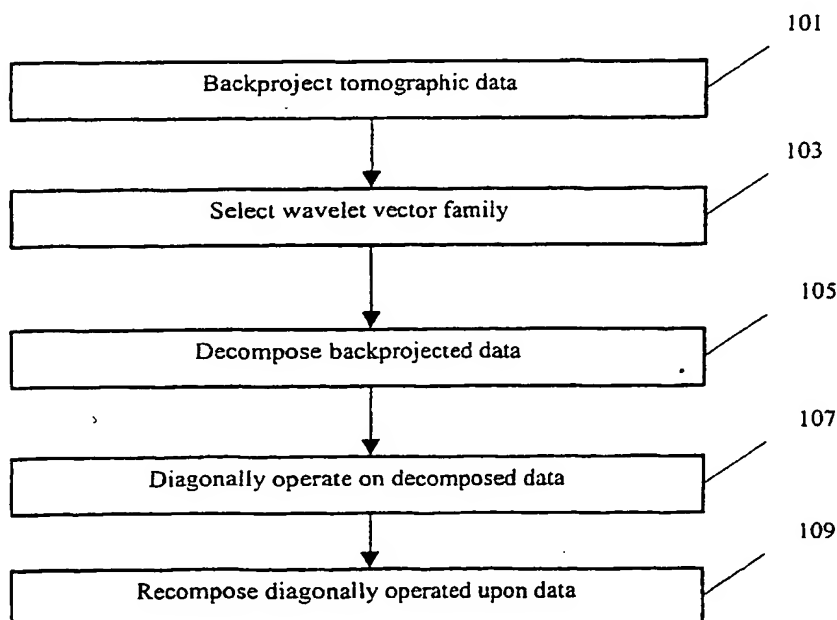 101
Backproject tomographic data
103
Select wavelet vector family
105
Decompose backprojected data
107
Diagonally operate on decomposed data
109
Recompose diagonally operated upon data